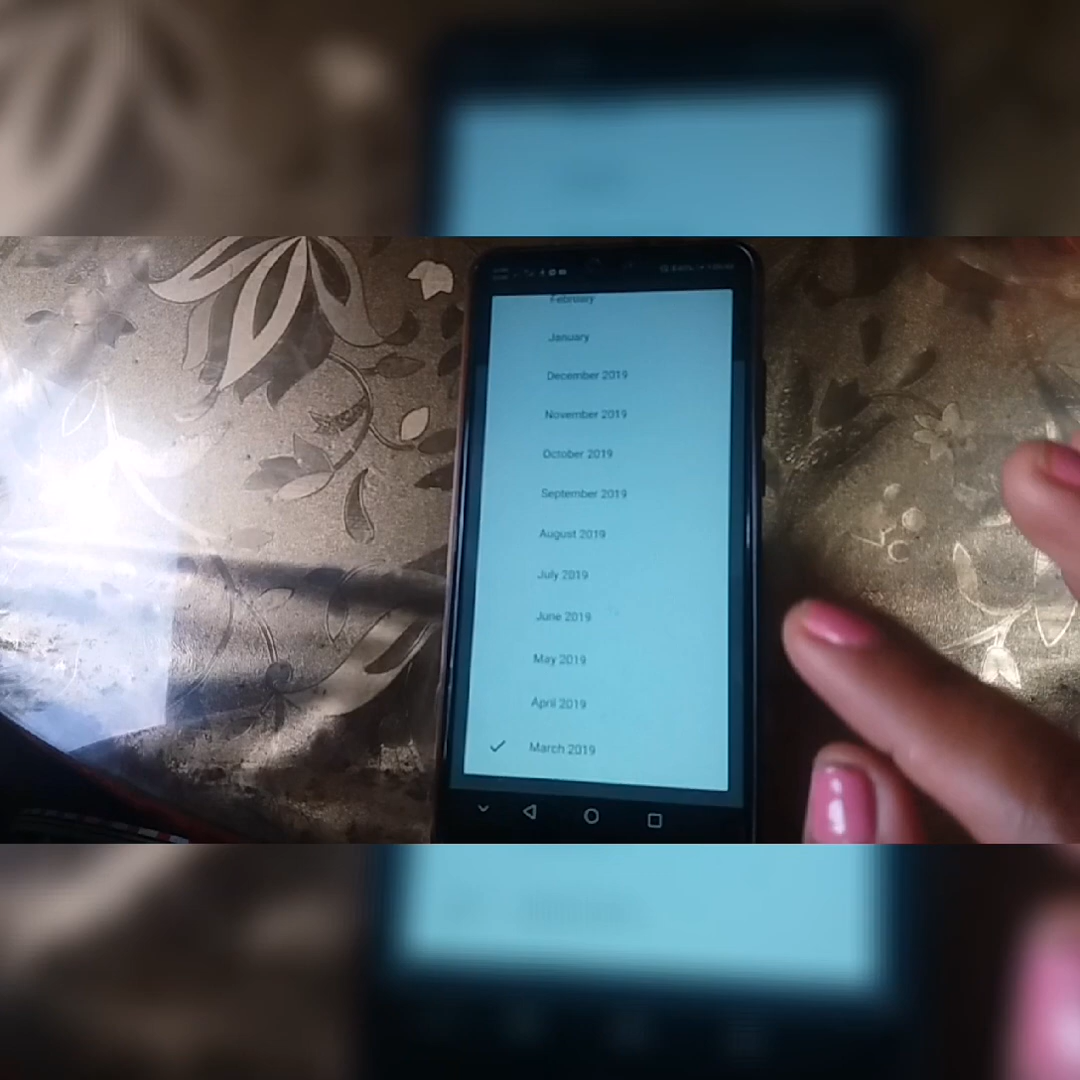 February
January
December 2019
November 2019
October 2019
September 2019
August 2019
July 2019
June 2019
May 2019
April 2019
March 2019